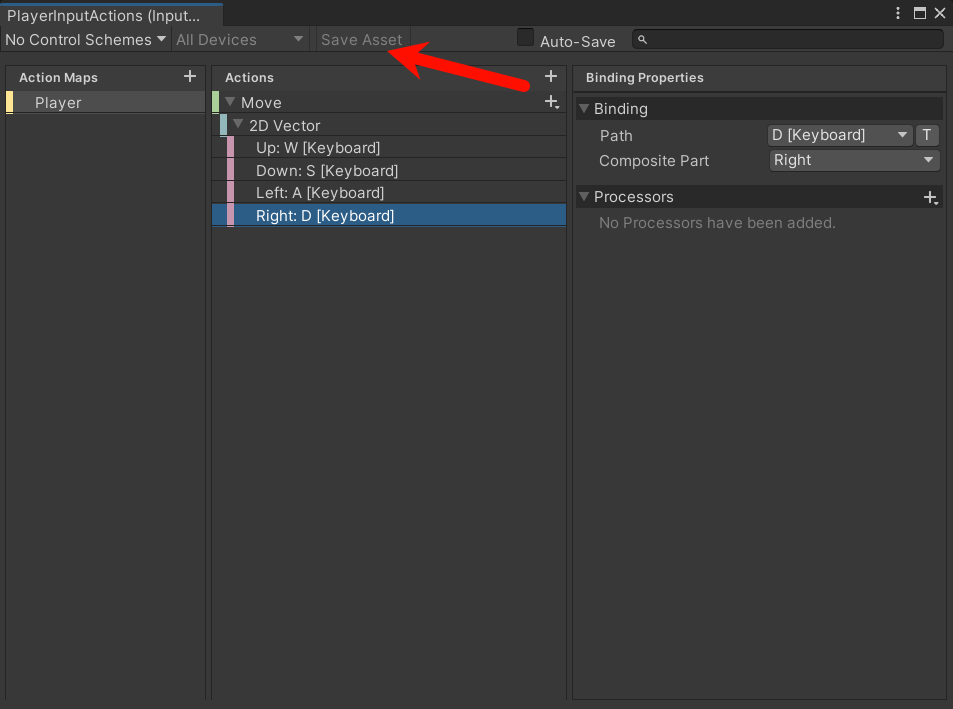 PlayerInputActions (Input...
No Control Schemes All Devices Save Asset Auto-Save
Action Maps
Player
Actions
Move
2D Vector
Up: W [Keyboard]
Down: S [Keyboard]
Left: A [Keyboard]
Right: D [Keyboard]
Binding Properties
Binding
Path D [Keyboard] T
Composite Part Right
Processors
No Processors have been added.